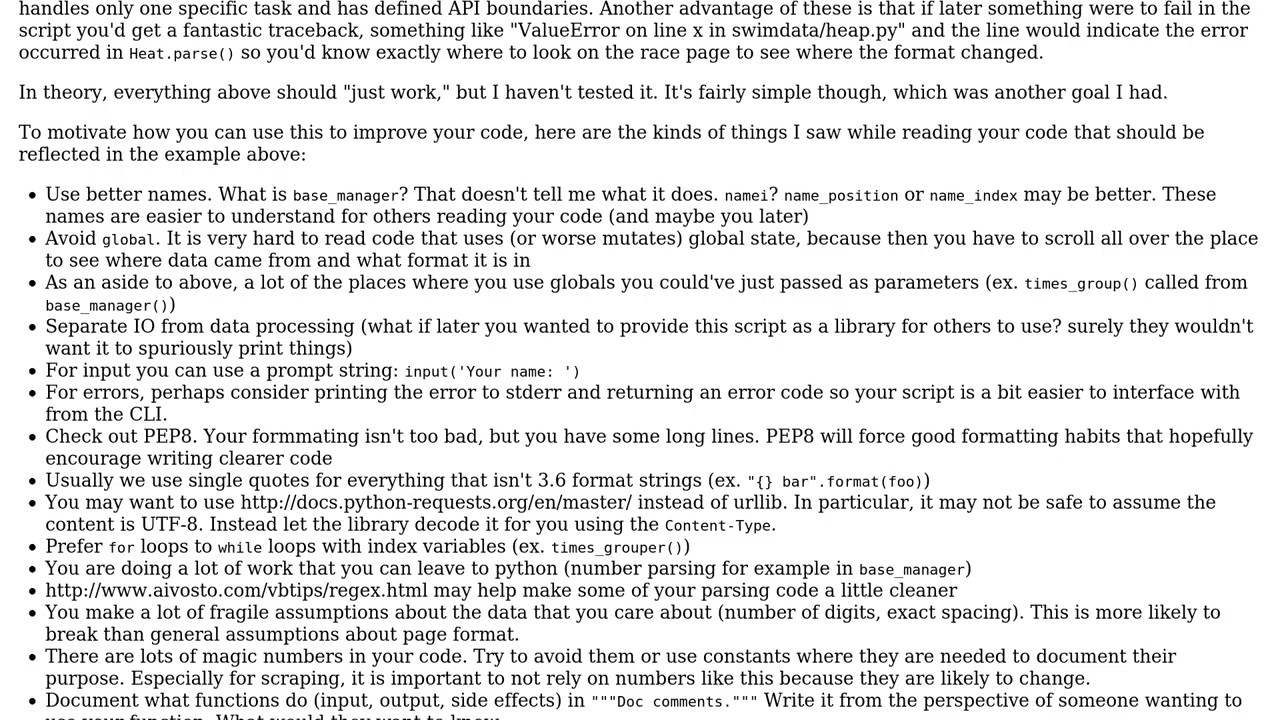 handles only one specific task and has defined API boundaries. Another advantage of these is that if later something were to fail in the
script you'd get a fantastic traceback, something like "ValueError on line x in swimdata/heap.py" and the line would indicate the error
occurred in Heat.parse() so you'd know exactly where to look on the race page to see where the format changed.
In theory, everything above should "just work," but I haven't tested it. It's fairly simple though, which was another goal I had.
To motivate how you can use this to improve your code, here are the kinds of things I saw while reading your code that should be
reflected in the example above:
• Use better names. What is base_manager? That doesn't tell me what it does. namei? name_position or name_index may be better. These
names are easier to understand for others reading your code (and maybe you later)
• Avoid global. It is very hard to read code that uses (or worse mutates) global state, because then you have to scroll all over the place
to see where data came from and what format it is in
• As an aside to above, a lot of the places where you use globals you could've just passed as parameters (ex. times_group() called from
base_manager())
• Separate IO from data processing (what if later you wanted to provide this script as a library for others to use? surely they wouldn't
want it to spuriously print things)
• For input you can use a prompt string: input('Your name: ')
• For errors, perhaps consider printing the error to stderr and returning an error code so your script is a bit easier to interface with
from the CLI.
• Check out PEP8. Your formmating isn't too bad, but you have some long lines. PEP8 will force good formatting habits that hopefully
encourage writing clearer code
• Usually we use single quotes for everything that isn't 3.6 format strings (ex. "{} bar".format(foo))
• You may want to use http://docs.python-requests.org/en/master/ instead of urllib. In particular, it may not be safe to assume the
content is UTF-8. Instead let the library decode it for you using the Content-Type.
• Prefer for loops to while loops with index variables (ex. times_grouper())
• You are doing a lot of work that you can leave to python (number parsing for example in base_manager)
• http://www.aivosto.com/vbtips/regex.html may help make some of your parsing code a little cleaner
• You make a lot of fragile assumptions about the data that you care about (number of digits, exact spacing). This is more likely to
break than general assumptions about page format.
• There are lots of magic numbers in your code. Try to avoid them or use constants where they are needed to document their
purpose. Especially for scraping, it is important to not rely on numbers like this because they are likely to change.
• Document what functions do (input, output, side effects) in """Doc comments.""" Write it from the perspective of someone wanting to
use your function. What would they want to know